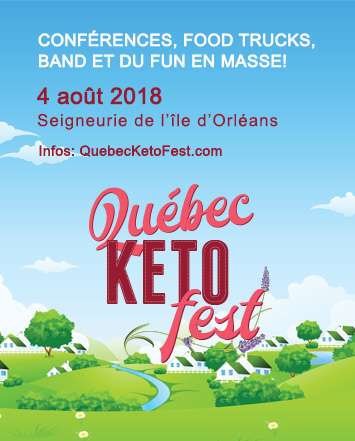 CONFÉRENCES, FOOD TRUCKS,
BAND ET DU FUN EN MASSE!
4 août 2018
Seigneurie de l'île d'Orléans
Infos: QuebecKetoFest.com
Québec
KETO
fest